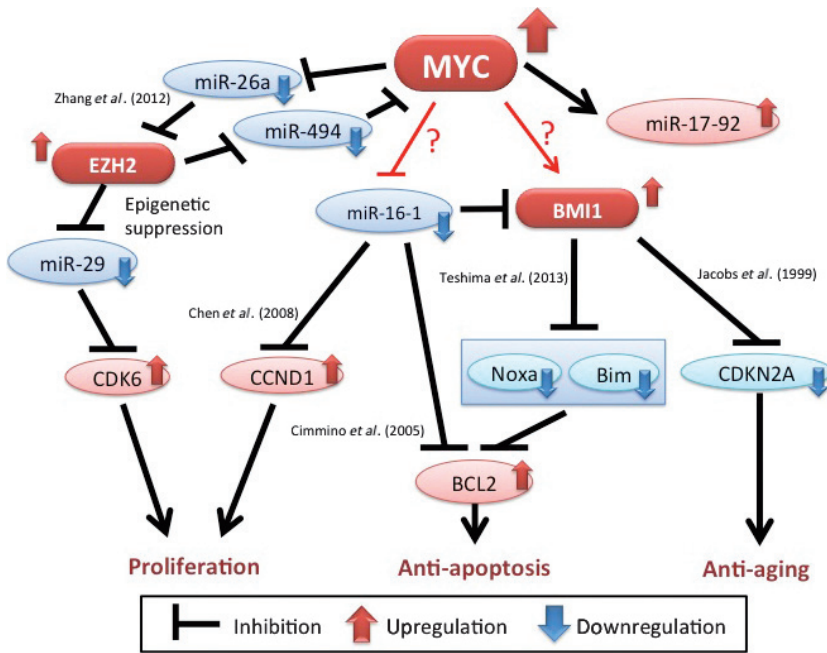 MYC
miR-26a
Zhang et al. (2012)
miR-494
miR-17-92
?
?
EZH2
Epigenetic
suppression
miR-16-1
BMI1
miR-29
Teshima et al. (2013)
Jacobs et al. (1999)
Chen et al. (2008)
CDK6
CCND1
Noxa
Bim
CDKN2A
Cimmino et al. (2005)
BCL2
Proliferation
Anti-apoptosis
Anti-aging
Inhibition
Upregulation
Downregulation